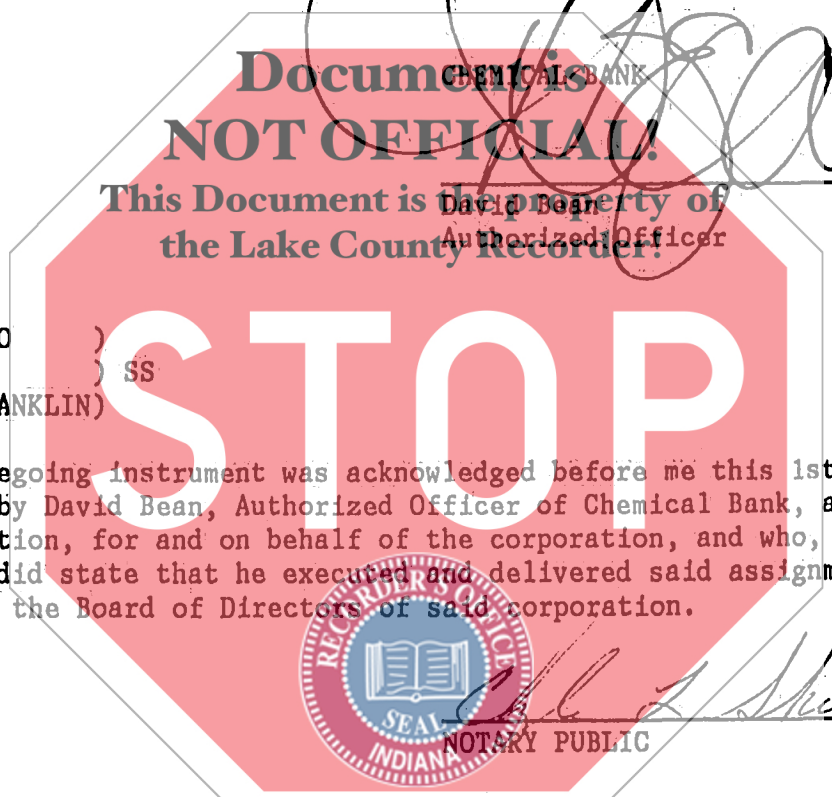 Document is
CHEMICAL BANK
NOT OFFICIAL!
This Document is the property of
David Bean
the Lake County Recorder!
Authorized Officer
O )
) SS
ANKLIN)
STOP
egoing instrument was acknowledged before me this 1st
by David Bean, Authorized Officer of Chemical Bank, a
tion, for and on behalf of the corporation, and who,
did state that he executed and delivered said assignm
the Board of Directors of said corporation.
RECORDER'S OFFICE
SEAL
INDIANA
NOTARY PUBLIC